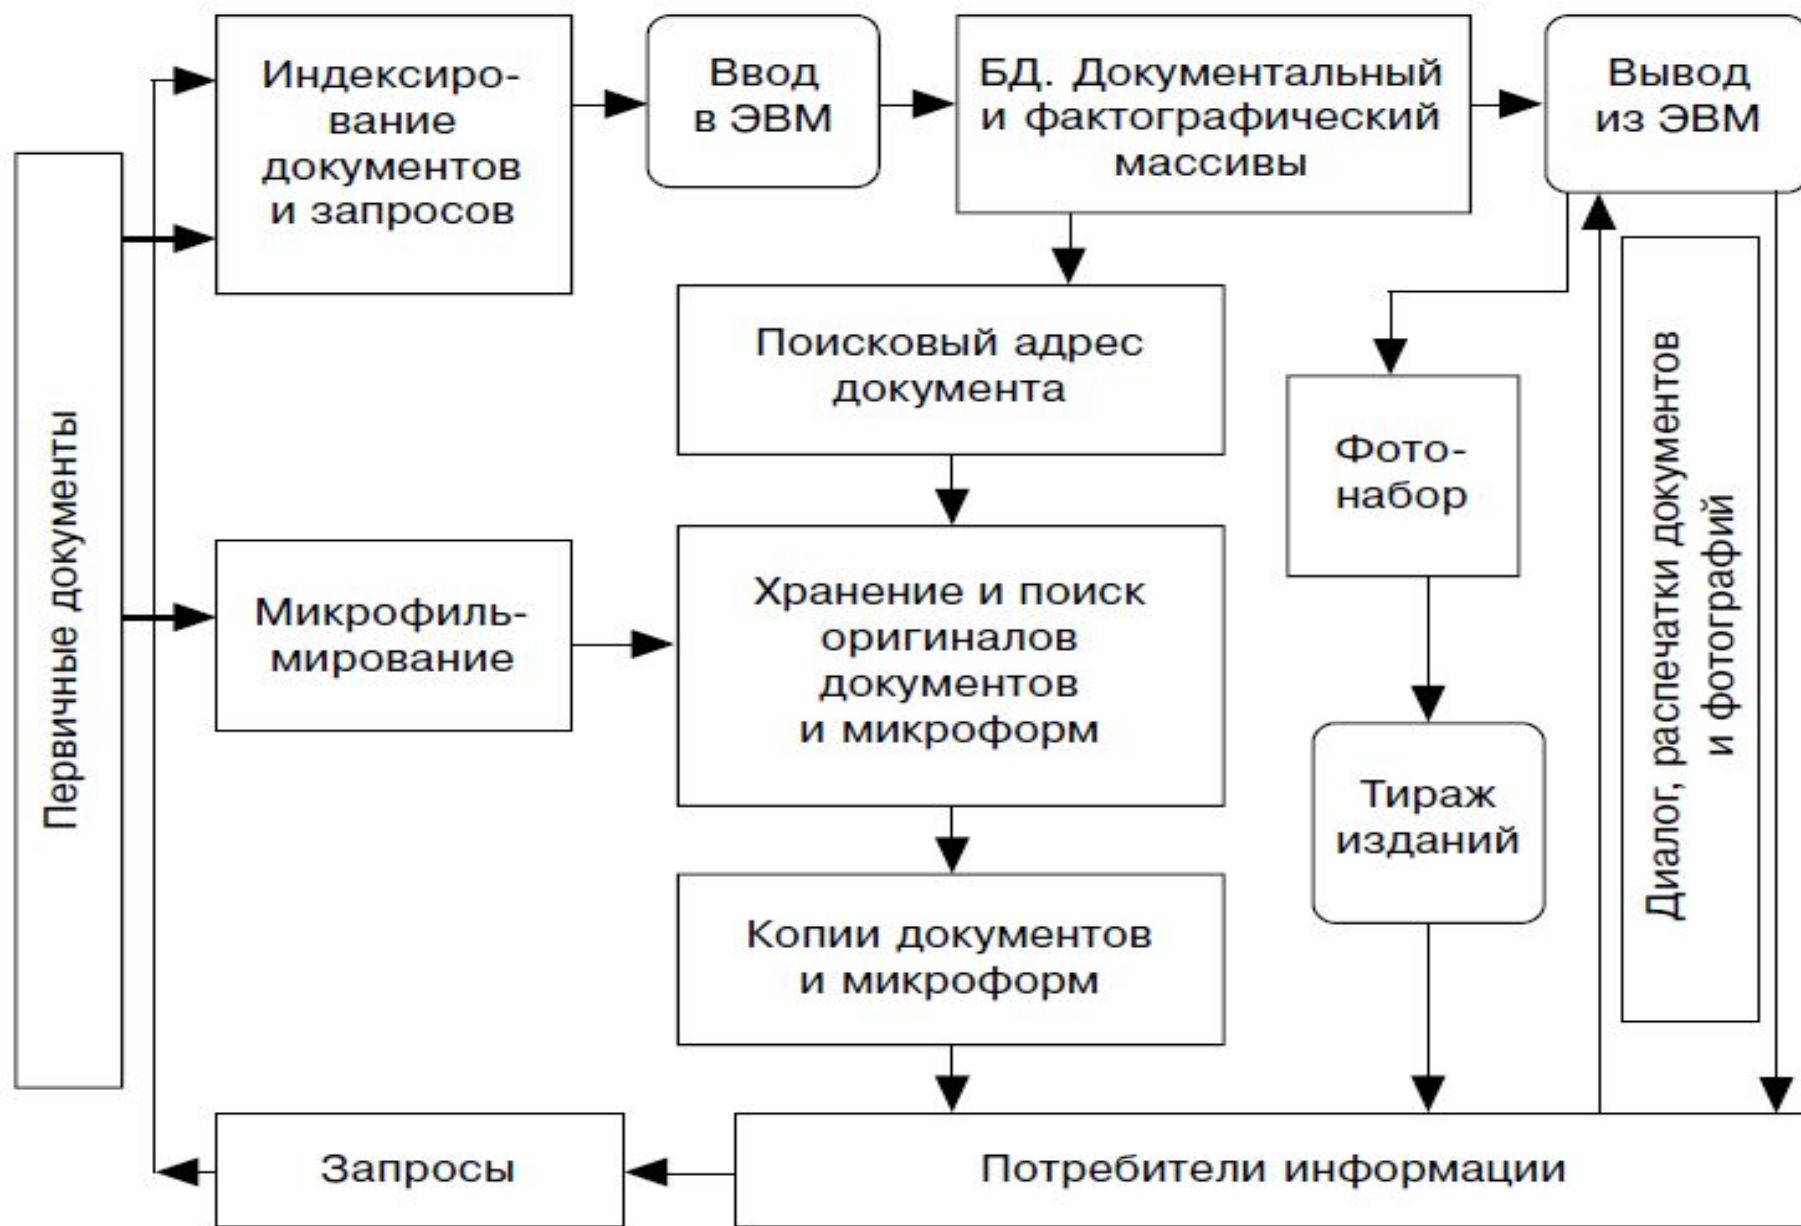 Индексиро-
вание
документов
и запросов
Ввод
в ЭВМ
БД. Документальный
и фактографический
массивы
Вывод
из ЭВМ
Первичные документы
Поисковый адрес
документа
Фото-
набор
Диалог, распечатки документов
и фотографий
Микрофиль-
мирование
Хранение и поиск
оригиналов
документов
и микроформ
Тираж
изданий
Копии документов
и микроформ
Запросы
Потребители информации